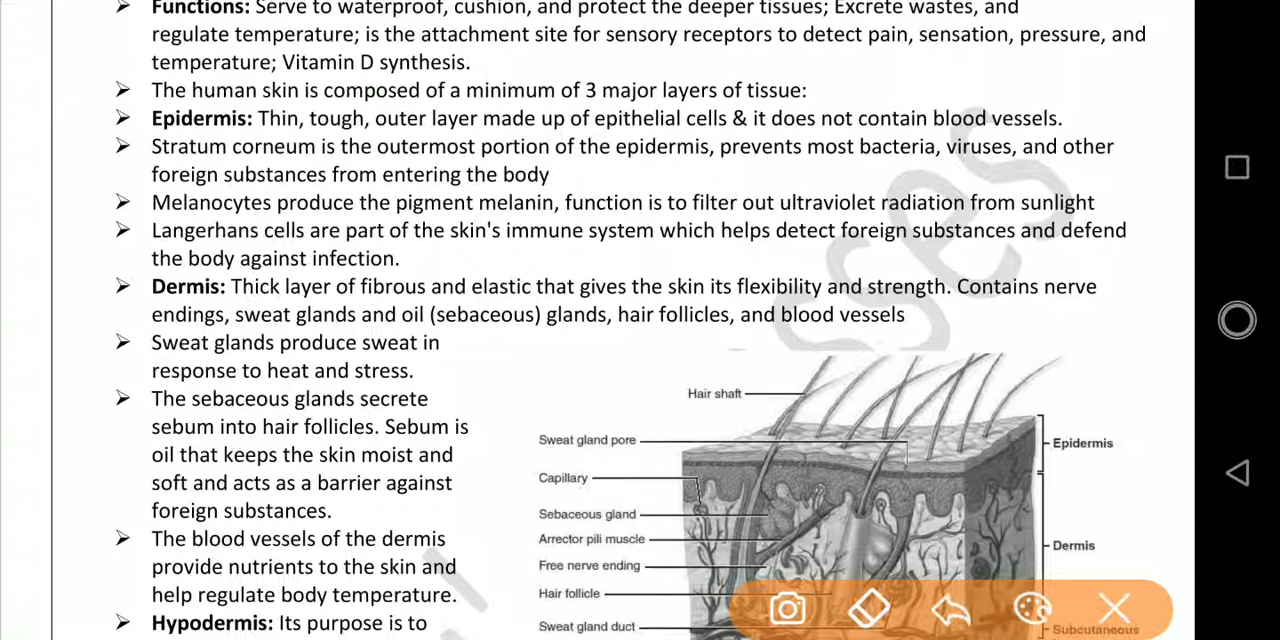 ➢ Functions: Serve to waterproof, cushion, and protect the deeper tissues; Excrete wastes, and
regulate temperature; is the attachment site for sensory receptors to detect pain, sensation, pressure, and
temperature; Vitamin D synthesis.
➢ The human skin is composed of a minimum of 3 major layers of tissue:
➢ Epidermis: Thin, tough, outer layer made up of epithelial cells & it does not contain blood vessels.
➢ Stratum corneum is the outermost portion of the epidermis, prevents most bacteria, viruses, and other
foreign substances from entering the body
➢ Melanocytes produce the pigment melanin, function is to filter out ultraviolet radiation from sunlight
➢ Langerhans cells are part of the skin's immune system which helps detect foreign substances and defend
the body against infection.
➢ Dermis: Thick layer of fibrous and elastic that gives the skin its flexibility and strength. Contains nerve
endings, sweat glands and oil (sebaceous) glands, hair follicles, and blood vessels
➢ Sweat glands produce sweat in
response to heat and stress.
➢ The sebaceous glands secrete
sebum into hair follicles. Sebum is
oil that keeps the skin moist and
soft and acts as a barrier against
foreign substances.
➢ The blood vessels of the dermis
provide nutrients to the skin and
help regulate body temperature.
➢ Hypodermis: Its purpose is to
Hair shaft
Sweat gland pore
Capillary
Sebaceous gland
Arrector pili muscle
Free nerve ending
Hair follicle
Sweat gland duct
Epidermis
Dermis
Subcutaneous